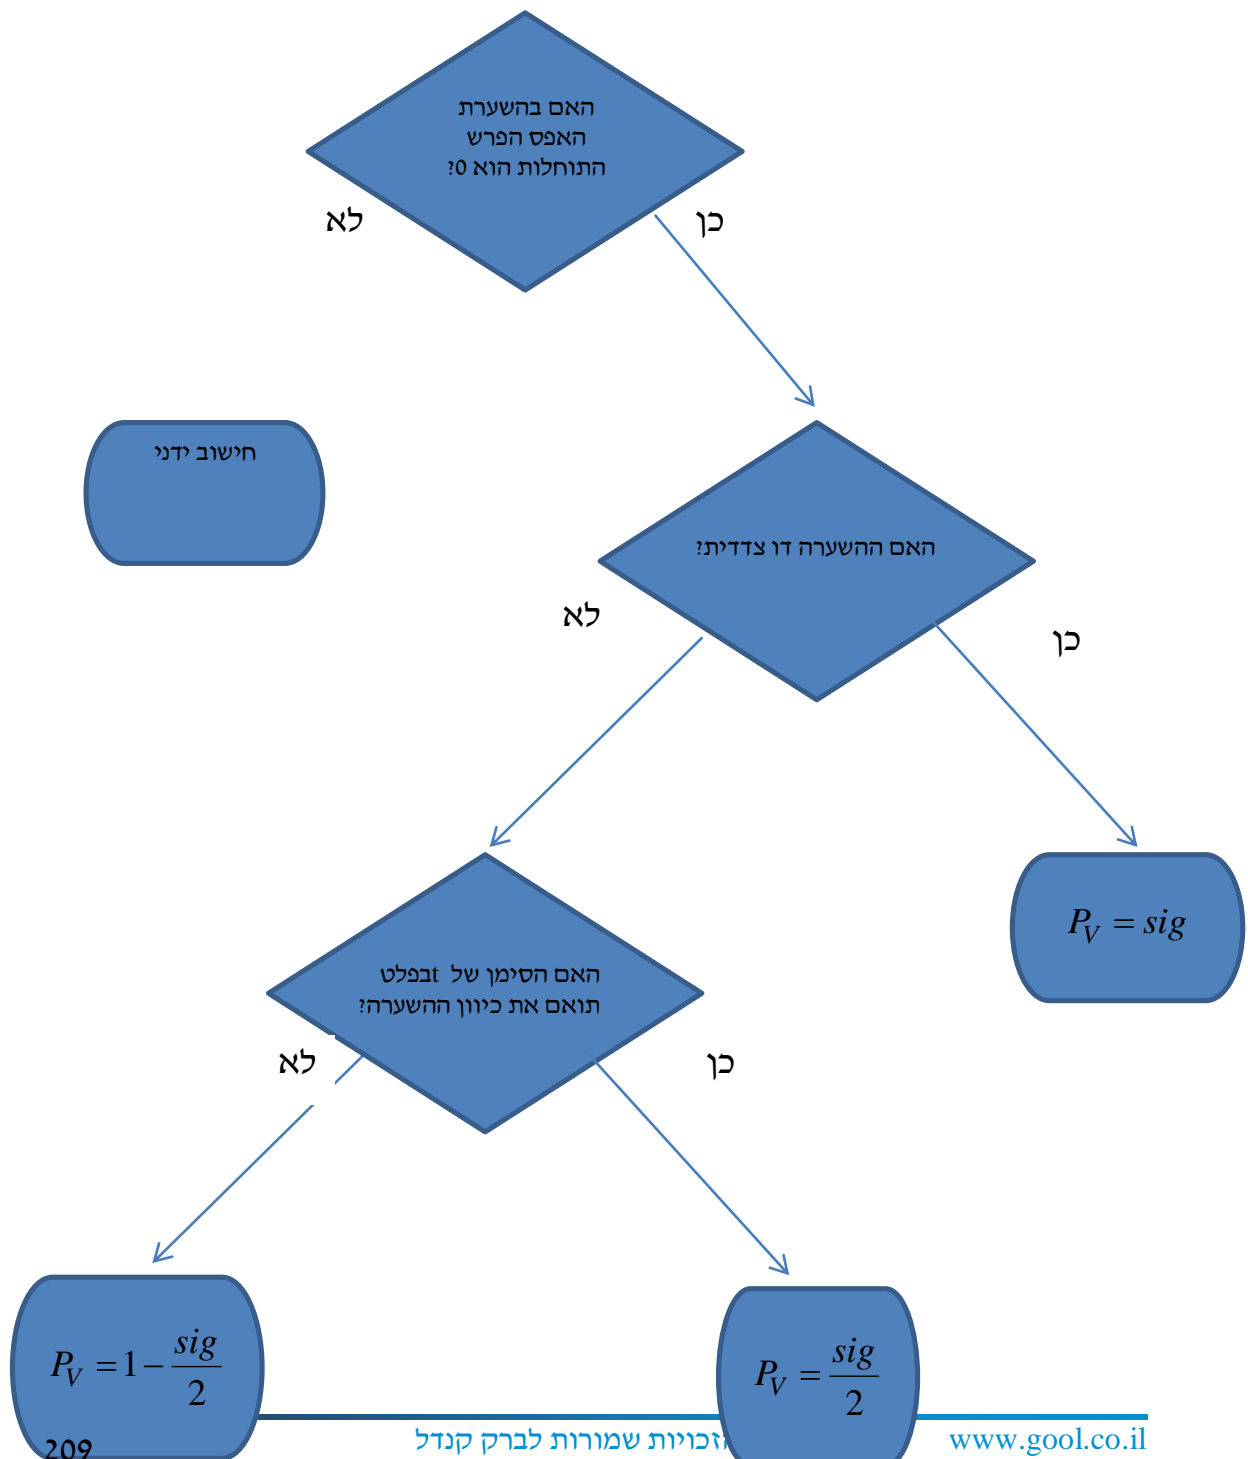 האם בהשערת
האפס הפרש
התוחלות הוא 0?
לא
כן
חישוב ידני
האם ההשערה דו צדדית?
לא
כן
P_V = sig
האם הסימן של tבפלט
תואם את כיוון ההשערה?
לא
כן
P_V = 1 - sig/2
P_V = sig/2
209
זכויות שמורות לברק קנדל
www.gool.co.il